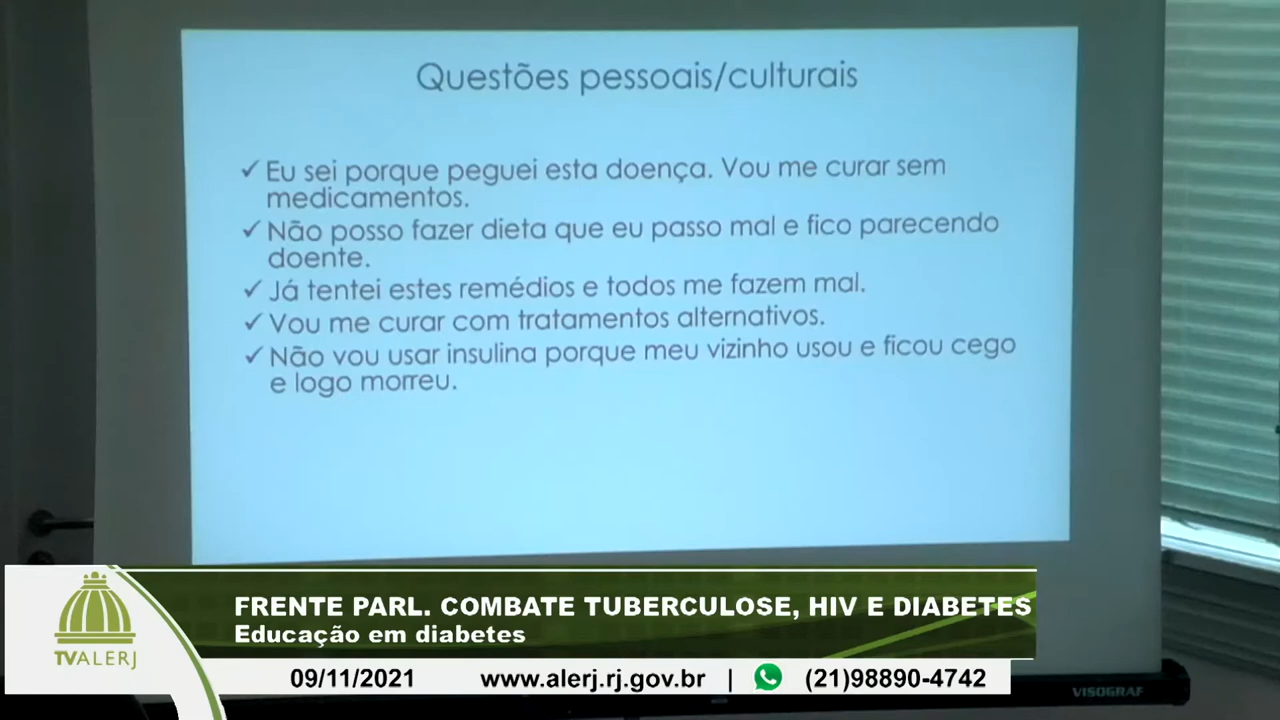 Questões pessoais/culturais
✓ Eu sei porque peguei esta doença. Vou me curar sem
medicamentos.
✓ Não posso fazer dieta que eu passo mal e fico parecendo
doente.
✓ Já tentei estes remédios e todos me fazem mal.
✓ Vou me curar com tratamentos alternativos.
✓ Não vou usar insulina porque meu vizinho usou e ficou cego
e logo morreu.
FRENTE PARL. COMBATE TUBERCULOSE, HIV E DIABETES
Educação em diabetes
TVALERJ
09/11/2021 www.alerj.rj.gov.br | (21)98890-4742
VISOGRAF